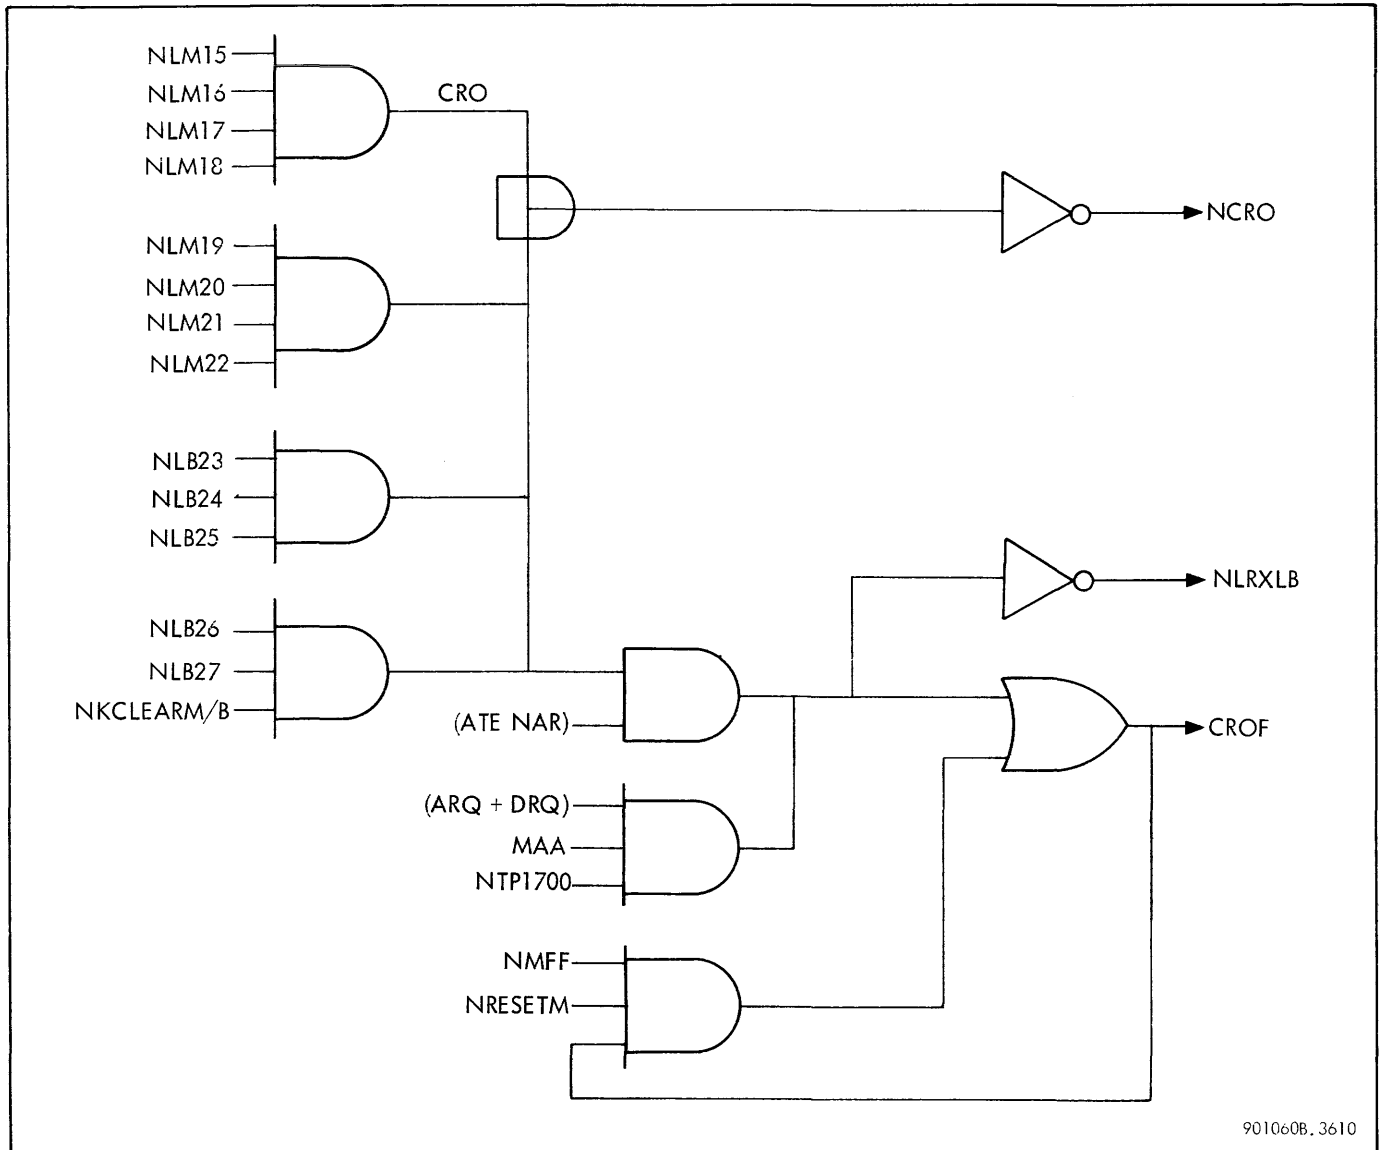 NLM15
NLM16
NLM17
NLM18
CRO
NCRO
NLM19
NLM20
NLM21
NLM22
NLB23
NLB24
NLB25
NLRXLB
NLB26
NLB27
NKCLEARM/B
(ATE NAR)
CROF
(ARQ + DRQ)
MAA
NTP1700
NMFF
NRESETM
901060B.3610